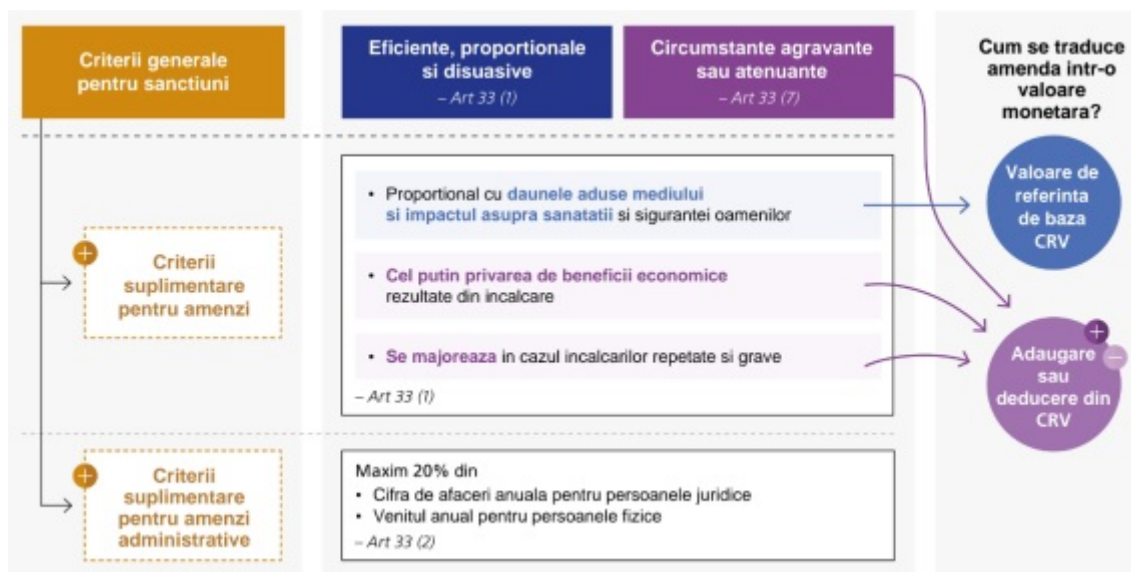 Criterii generale
pentru sanctiuni
Eficiente, proportionale
si disuasive
– Art 33 (1)
Circumstante agravante
sau atenuante
– Art 33 (7)
Cum se traduce
amenda intr-o
valoare
monetara?
+
Criterii
suplimentare
pentru amenzi
• Proportional cu daunele aduse mediului
si impactul asupra sanatatii si sigurantei oamenilor
• Cel putin privarea de beneficii economice
rezultate din incalcare
• Se majoreaza in cazul incalcarilor repetate si grave
– Art 33 (1)
Valoare de
referinta
de baza
CRV
+
–
Adaugare
sau
deducere din
CRV
+
Criterii
suplimentare
pentru amenzi
administrative
Maxim 20% din
• Cifra de afaceri anuala pentru persoanele juridice
• Venitul anual pentru persoanele fizice
– Art 33 (2)